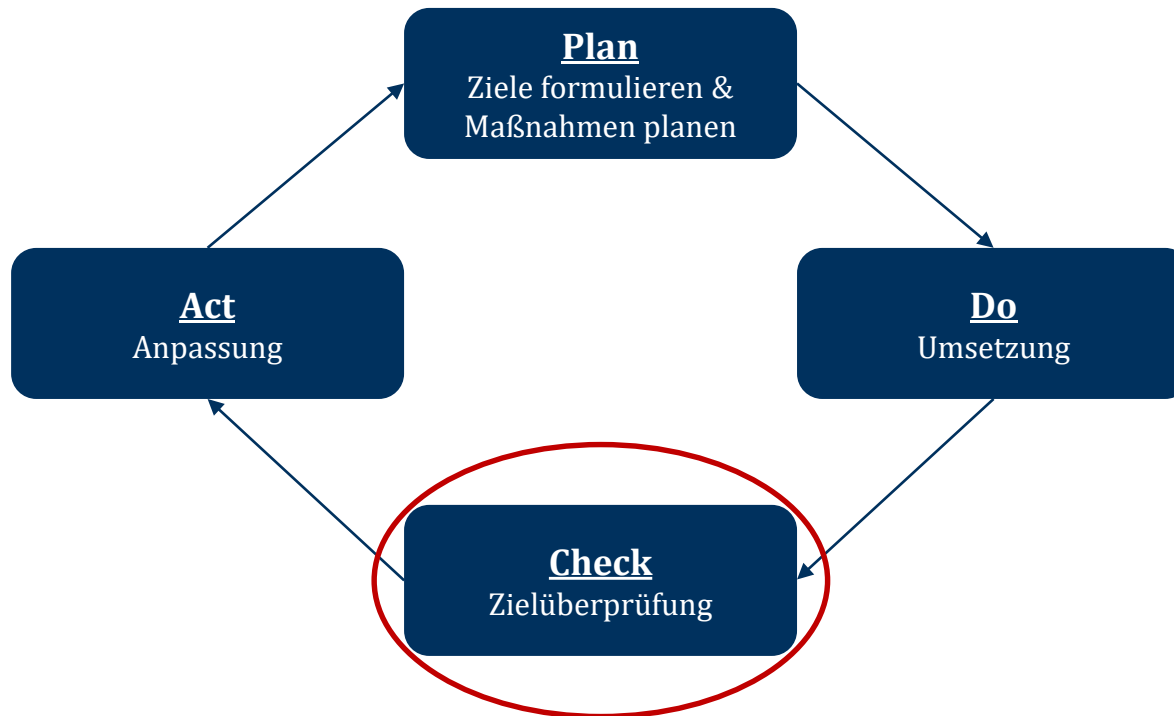 Plan
Ziele formulieren &
Maßnahmen planen
Act
Anpassung
Do
Umsetzung
Check
Zielüberprüfung